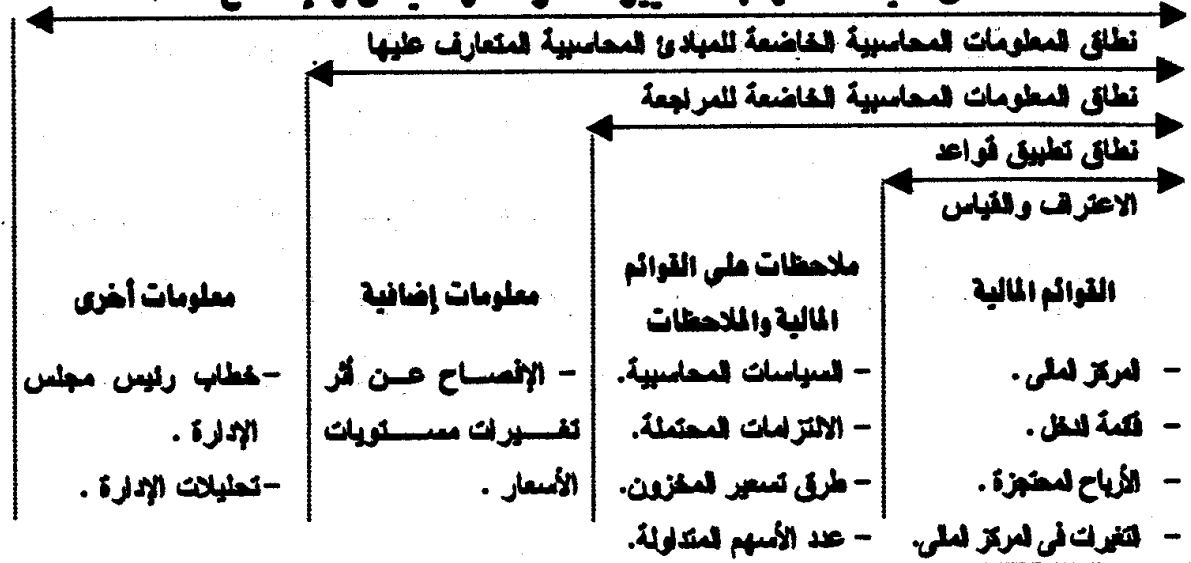 نطاق المعلومات المحاسبية الخاضعة للمبادئ المحاسبية المتعارف عليها
نطاق المعلومات المحاسبية الخاضعة للمراجعة
نطاق تطبيق قواعد
الاعتراف والقياس
القوائم المالية
- المركز المالى .
- قائمة الدخل .
- الأرباح المحتجزة .
- التغيرات فى المركز المالى.
ملاحظات على القوائم
المالية والملاحظات
- السياسات المحاسبية.
- الالتزامات المحتملة.
- طرق تسعير المخزون.
- عدد الأسهم المتداولة.
معلومات إضافية
- الإفصاح عن أثر
تغيرات مستويات
الأسعار .
معلومات أخرى
- خطاب رئيس مجلس
الإدارة .
- تحليلات الإدارة .